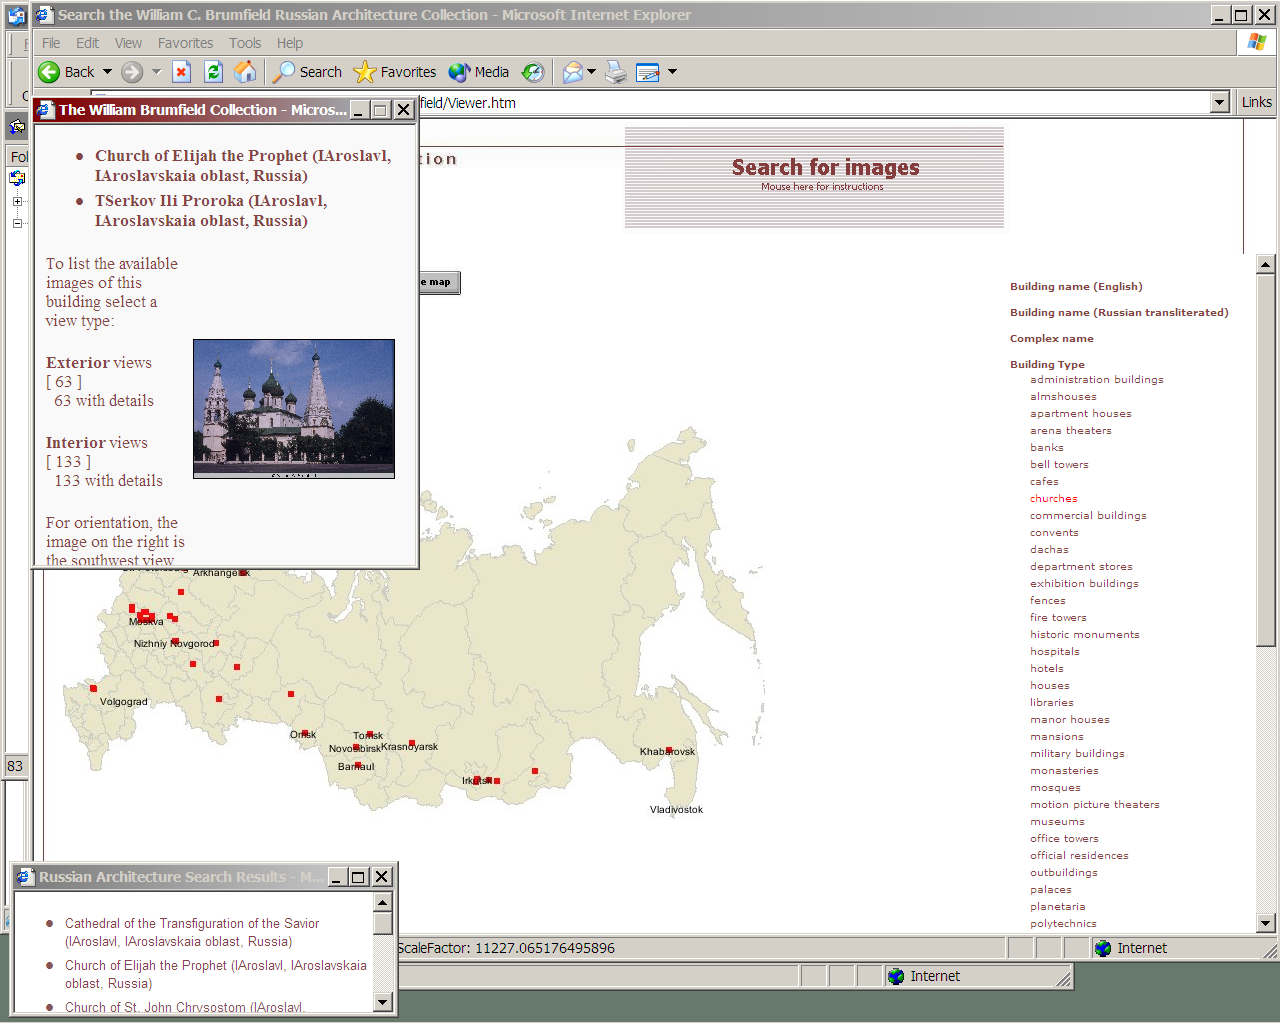 Search the William C. Brumfield Russian Architecture Collection - Microsoft Internet Explorer
File Edit View Favorites Tools Help
Back Search Favorites Media
field/Viewer.htm
Links
The William Brumfield Collection - Micros...
Church of Elijah the Prophet (IAroslavl,
IAroslavskaia oblast, Russia)
TSerkov Ili Proroka (IAroslavl,
IAroslavskaia oblast, Russia)
To list the available
images of this
building select a
view type:
Exterior views
[ 63 ]
63 with details
Interior views
[ 133 ]
133 with details
For orientation, the
image on the right is
the southwest view
Fol
83
tion
Search for images
Mouse here for instructions
e map
Building name (English)
Building name (Russian transliterated)
Complex name
Building Type
administration buildings
almshouses
apartment houses
arena theaters
banks
bell towers
cafes
churches
commercial buildings
convents
dachas
department stores
exhibition buildings
fences
fire towers
historic monuments
hospitals
hotels
houses
libraries
manor houses
mansions
military buildings
monasteries
mosques
motion picture theaters
museums
office towers
official residences
outbuildings
palaces
planetaria
polytechnics
Arkhangelsk
Moskva
Nizhniy Novgorod
Volgograd
Omsk
Tomsk
Novosibirsk
Krasnoyarsk
Barnaul
Irkutsk
Khabarovsk
Vladivostok
Russian Architecture Search Results - M...
Cathedral of the Transfiguration of the Savior
(IAroslavl, IAroslavskaia oblast, Russia)
Church of Elijah the Prophet (IAroslavl, IAroslavskaia
oblast, Russia)
Church of St. John Chrysostom (IAroslavl,
ScaleFactor: 11227.065176495896
Internet
Internet